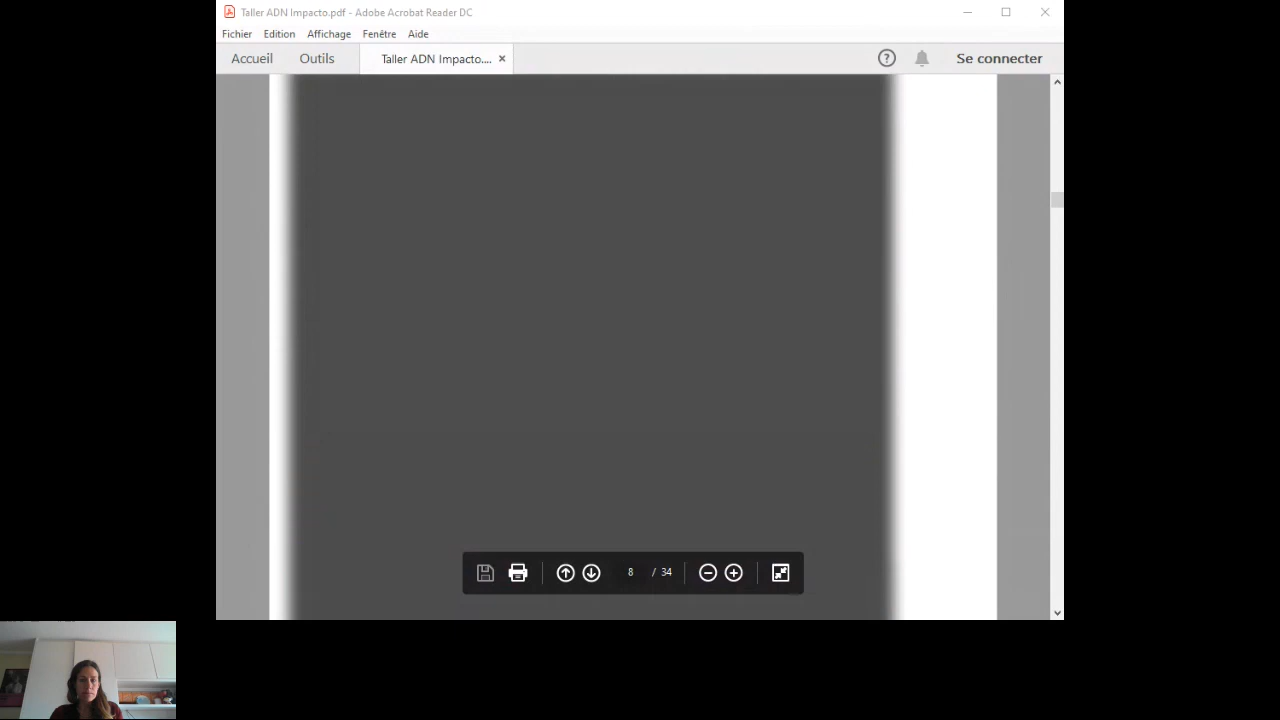 Taller ADN Impacto.pdf - Adobe Acrobat Reader DC
Fichier Edition Affichage Fenêtre Aide
Accueil Outils Taller ADN Impacto.... × ? Se connecter
8 / 34